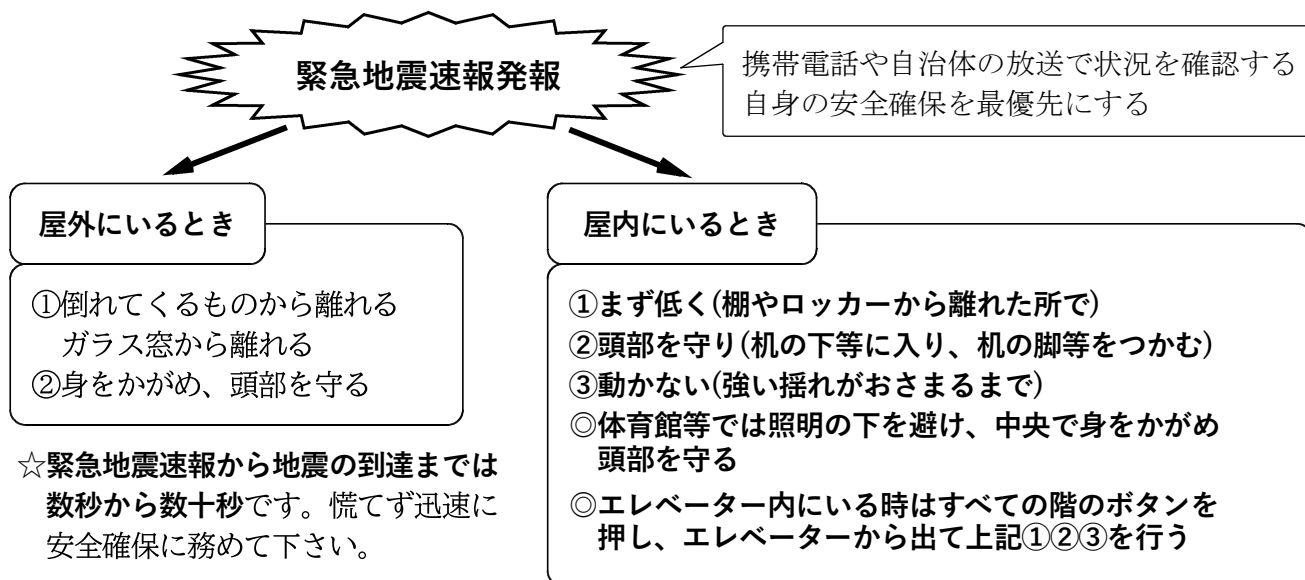 緊急地震速報発報
携帯電話や自治体の放送で状況を確認する
自身の安全確保を最優先にする
屋外にいるとき
①倒れてくるものから離れる
ガラス窓から離れる
②身をかがめ、頭部を守る
☆緊急地震速報から地震の到達までは
数秒から数十秒です。慌てず迅速に
安全確保に務めて下さい。
屋内にいるとき
①まず低く(棚やロッカーから離れた所で)
②頭部を守り(机の下等に入り、机の脚等をつかむ)
③動かない(強い揺れがおさまるまで)
◎体育館等では照明の下を避け、中央で身をかがめ
頭部を守る
◎エレベーター内にいる時はすべての階のボタンを
押し、エレベーターから出て上記①②③を行う